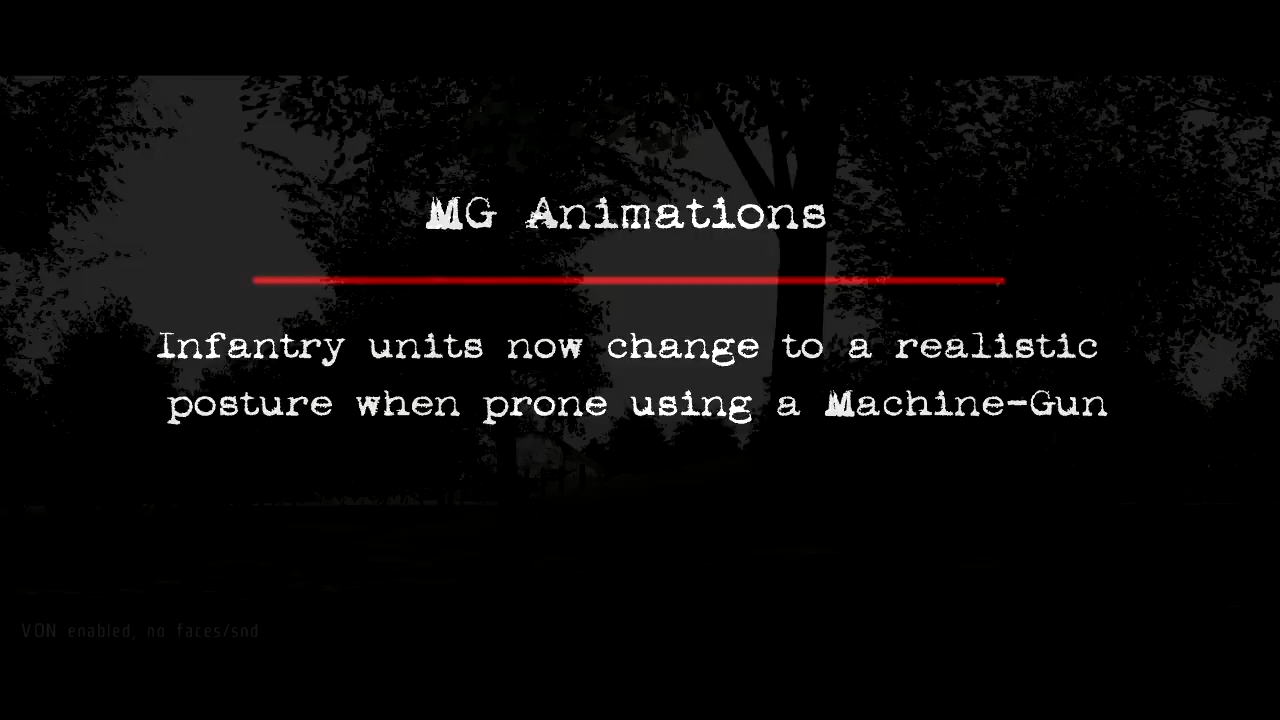 MG Animations
Infantry units now change to a realistic
posture when prone using a Machine-Gun
VON enabled, no faces/snd